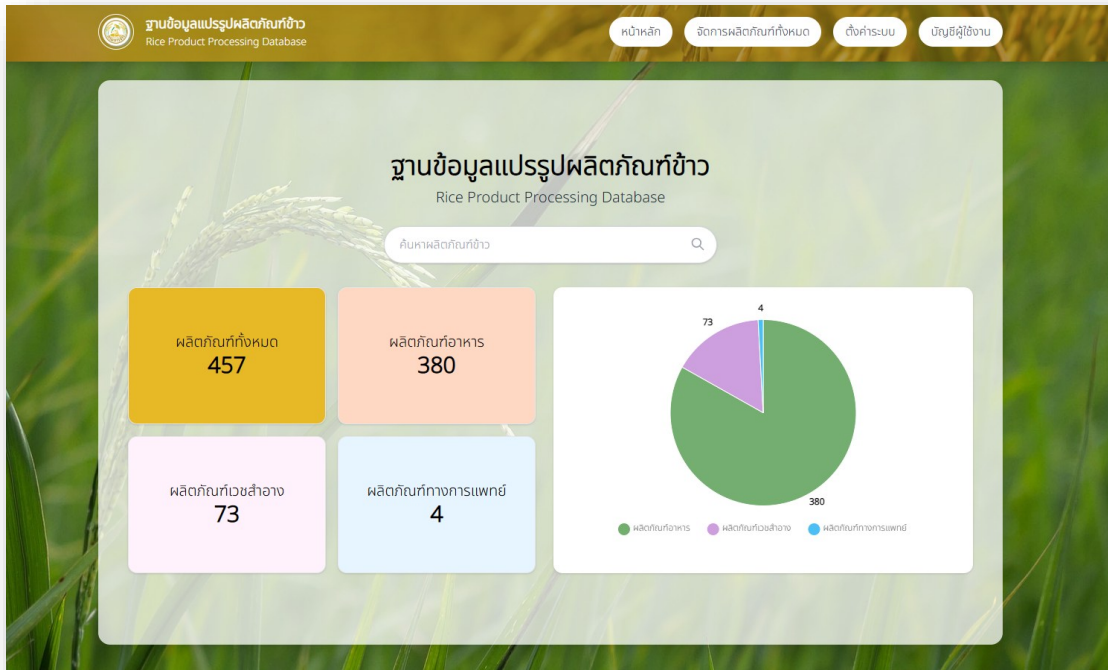 ฐานข้อมูลแปรรูปผลิตภัณฑ์ข้าว
Rice Product Processing Database
หน้าหลัก
จัดการผลิตภัณฑ์ทั้งหมด
ตั้งค่าระบบ
บัญชีผู้ใช้งาน
ฐานข้อมูลแปรรูปผลิตภัณฑ์ข้าว
Rice Product Processing Database
ค้นหาผลิตภัณฑ์ข้าว
ผลิตภัณฑ์ทั้งหมด
457
ผลิตภัณฑ์อาหาร
380
ผลิตภัณฑ์เวชสำอาง
73
ผลิตภัณฑ์ทางการแพทย์
4
4
73
380
ผลิตภัณฑ์อาหาร
ผลิตภัณฑ์เวชสำอาง
ผลิตภัณฑ์ทางการแพทย์